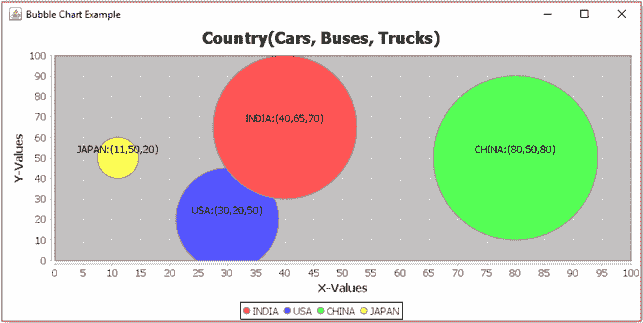 Bubble Chart Example
Country(Cars, Buses, Trucks)
Y-Values
100
90
80
70
60
50
40
30
20
10
0
INDIA:(40,65,70)
JAPAN:(11,50,20)
CHINA:(80,50,80)
USA:(30,20,50)
0 5 10 15 20 25 30 35 40 45 50 55 60 65 70 75 80 85 90 95 100
X-Values
INDIA USA CHINA JAPAN